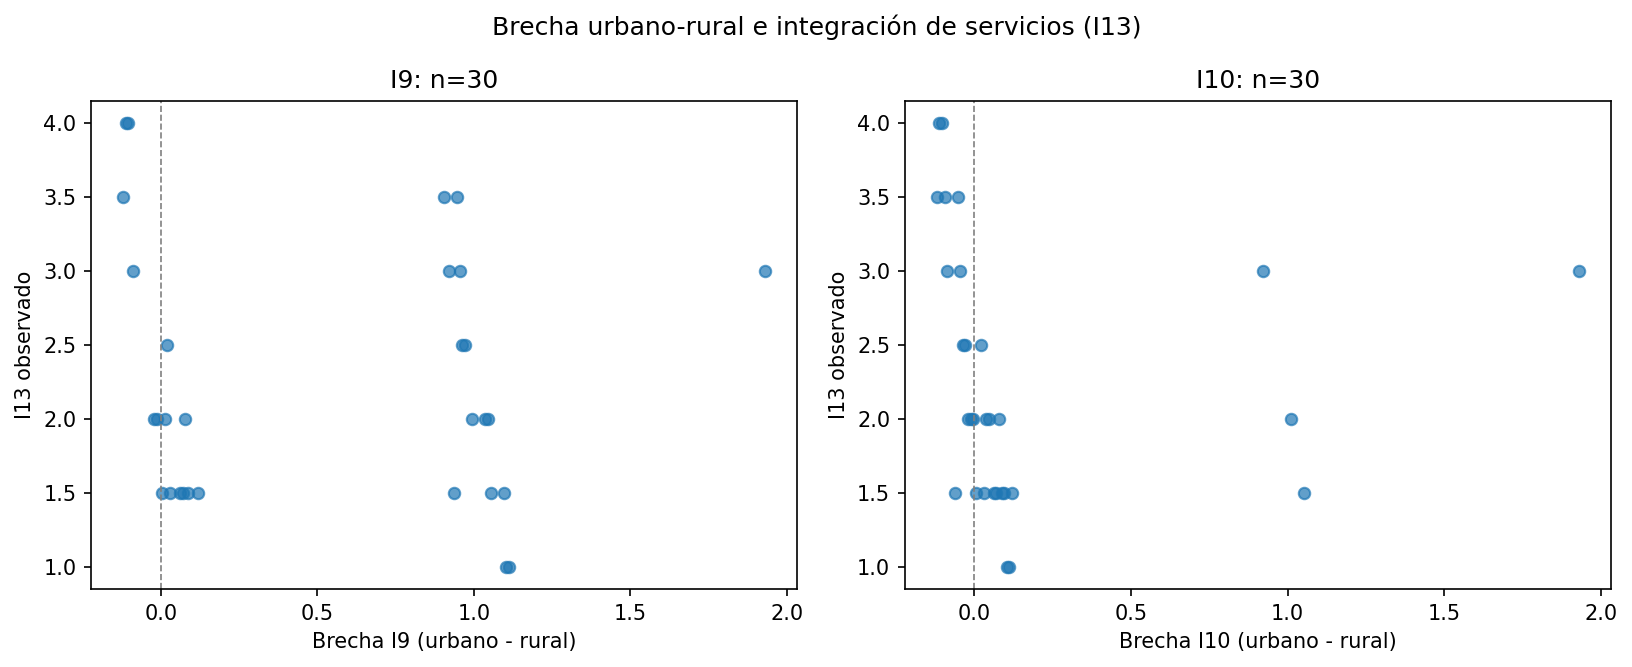 Brecha urbano-rural e integración de servicios (I13)
I9: n=30
I13 observado
4.0
3.5
3.0
2.5
2.0
1.5
1.0
0.0 0.5 1.0 1.5 2.0
Brecha I9 (urbano - rural)
I10: n=30
I13 observado
4.0
3.5
3.0
2.5
2.0
1.5
1.0
0.0 0.5 1.0 1.5 2.0
Brecha I10 (urbano - rural)